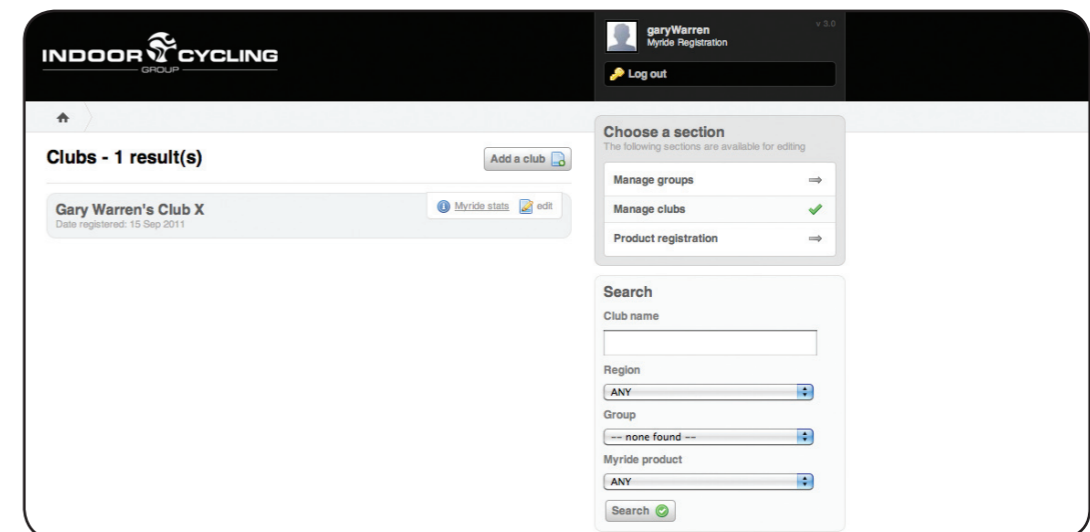 INDOOR CYCLING
GROUP
garyWarren
Myride Registration
v 3.0
Log out
Clubs - 1 result(s)
Add a club
Gary Warren's Club X
Date registered: 15 Sep 2011
Myride stats
edit
Choose a section
The following sections are available for editing
Manage groups
Manage clubs
Product registration
Search
Club name
Region
ANY
Group
-- none found --
Myride product
ANY
Search